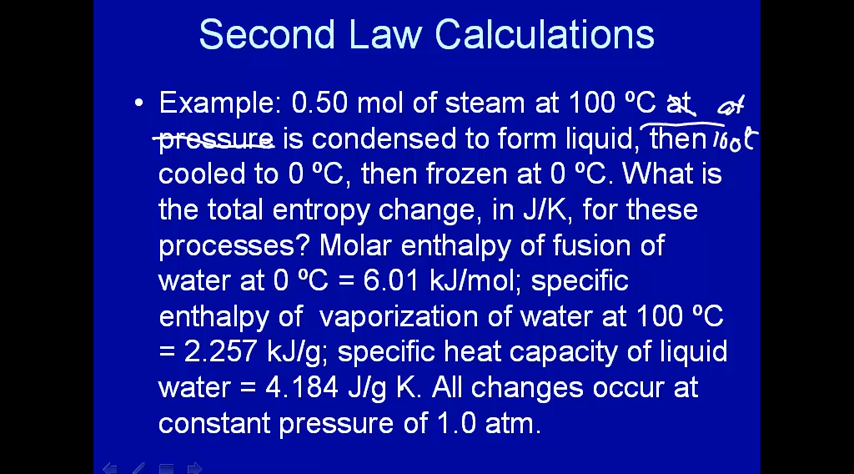 Second Law Calculations
• Example: 0.50 mol of steam at 100 ºC at at
pressure is condensed to form liquid, then 100°C
cooled to 0 ºC, then frozen at 0 ºC. What is
the total entropy change, in J/K, for these
processes? Molar enthalpy of fusion of
water at 0 ºC = 6.01 kJ/mol; specific
enthalpy of vaporization of water at 100 ºC
= 2.257 kJ/g; specific heat capacity of liquid
water = 4.184 J/g K. All changes occur at
constant pressure of 1.0 atm.